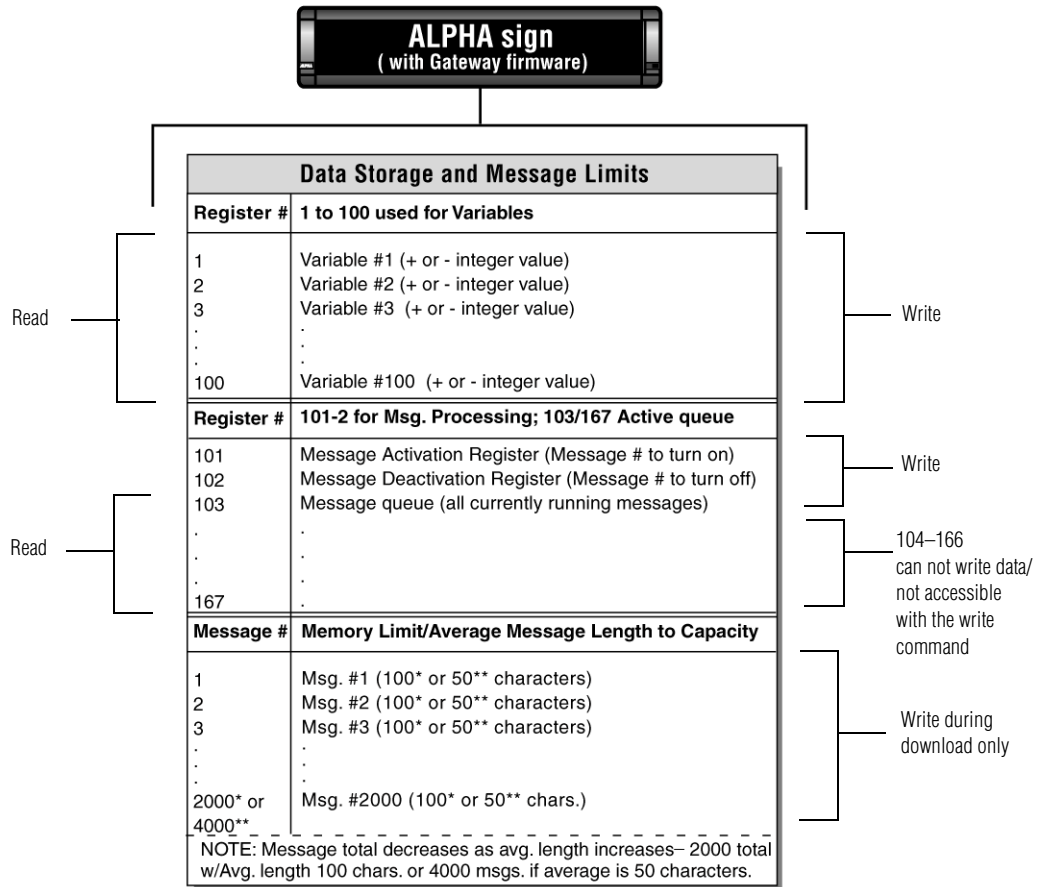 ALPHA sign
( with Gateway firmware)
Data Storage and Message Limits
Register # 1 to 100 used for Variables
1 Variable #1 (+ or - integer value)
2 Variable #2 (+ or - integer value)
3 Variable #3 (+ or - integer value)
. .
. .
. .
100 Variable #100 (+ or - integer value)
Read
Write
Register # 101-2 for Msg. Processing; 103/167 Active queue
101 Message Activation Register (Message # to turn on)
102 Message Deactivation Register (Message # to turn off)
103 Message queue (all currently running messages)
. .
. .
. .
167 .
Write
Read
104–166
can not write data/
not accessible
with the write
command
Message # Memory Limit/Average Message Length to Capacity
1 Msg. #1 (100* or 50** characters)
2 Msg. #2 (100* or 50** characters)
3 Msg. #3 (100* or 50** characters)
. .
. .
. .
2000* or Msg. #2000 (100* or 50** chars.)
4000**
Write during
download only
NOTE: Message total decreases as avg. length increases– 2000 total
w/Avg. length 100 chars. or 4000 msgs. if average is 50 characters.